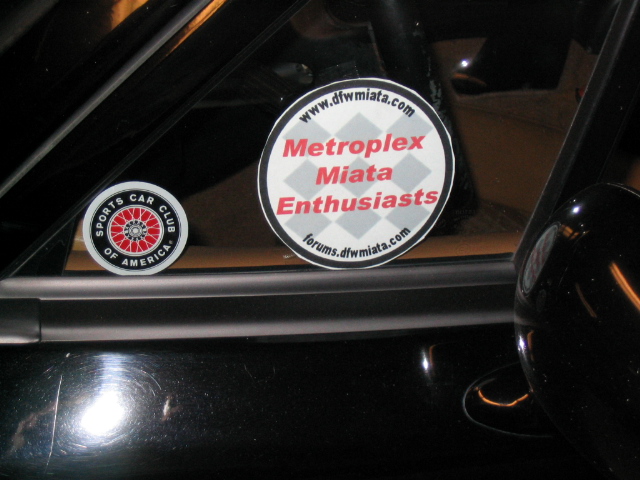 SPORTS CAR CLUB
OF AMERICA®
www.dfwmiata.com
Metroplex
Miata
Enthusiasts
forums.dfwmiata.com